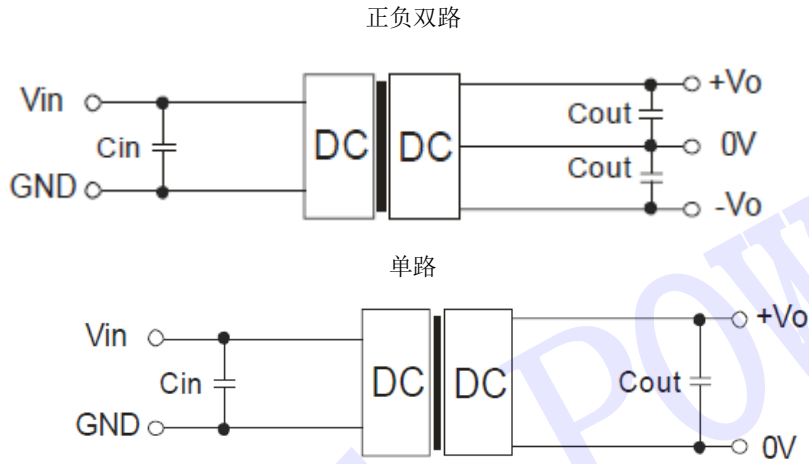 正负双路
Vin
Cin
GND
DC DC
Cout
Cout
+Vo
0V
-Vo
单路
Vin
Cin
GND
DC DC
Cout
+Vo
0V
POW